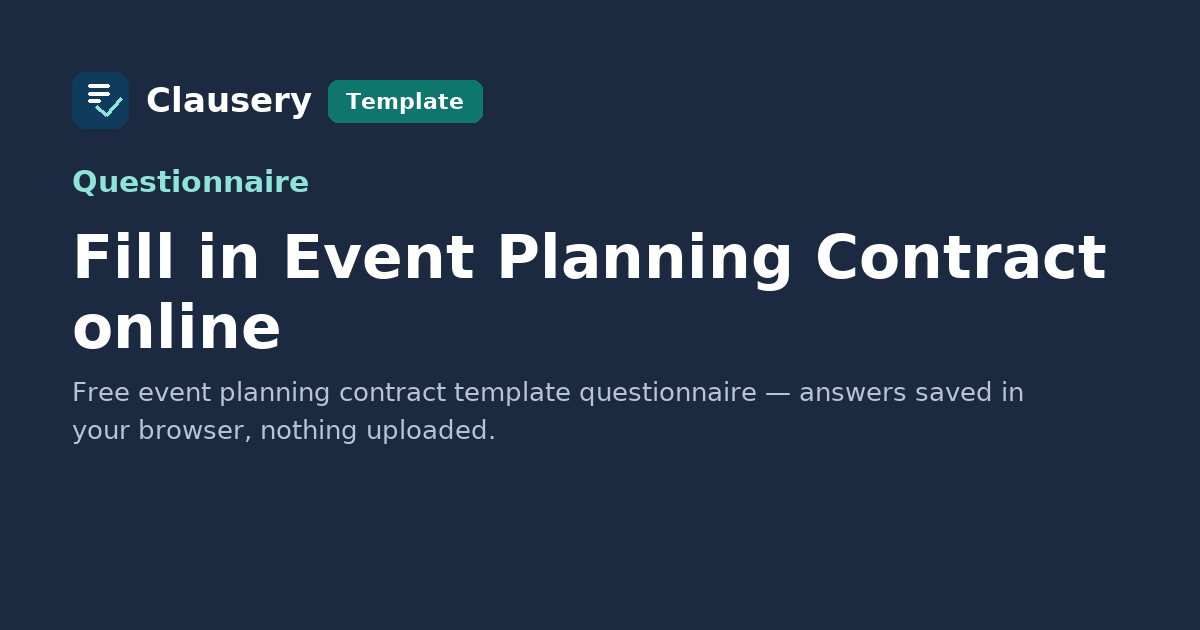 Clausery
Template
Questionnaire
Fill in Event Planning Contract
online
Free event planning contract template questionnaire — answers saved in
your browser, nothing uploaded.